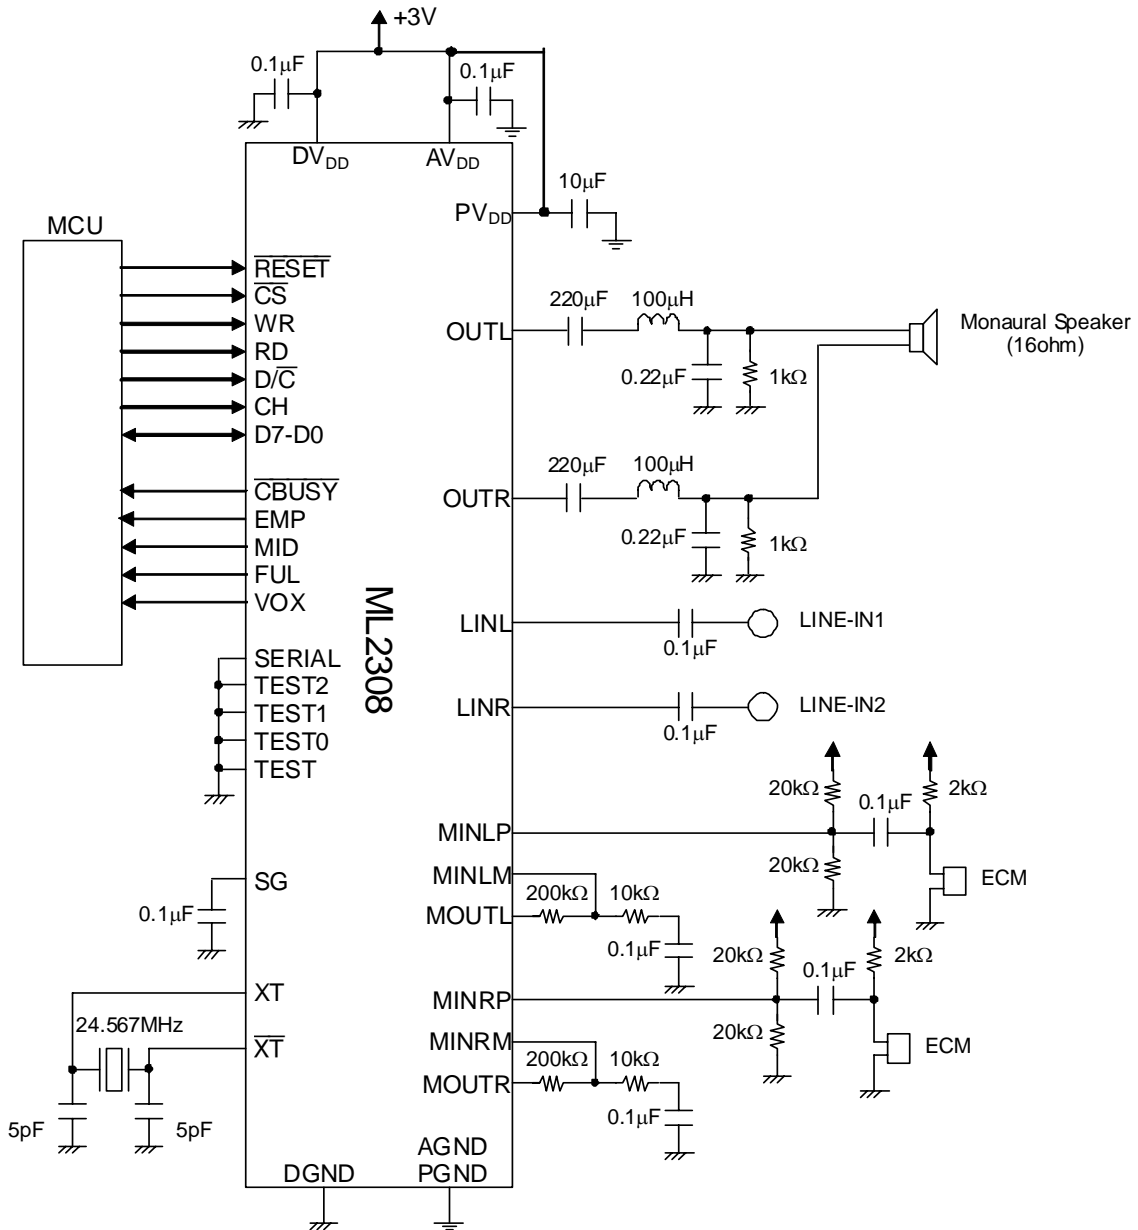 +3V
0.1μF
0.1μF
DVDD
AVDD
10μF
PVDD
MCU
RESET
CS
WR
RD
D/C
CH
D7-D0
CBUSY
EMP
MID
FUL
VOX
SERIAL
TEST2
TEST1
TEST0
TEST
ML2308
220μF
100μH
OUTL
Monaural Speaker
(16ohm)
0.22μF
1kΩ
220μF
100μH
OUTR
0.22μF
1kΩ
LINL
LINE-IN1
0.1μF
LINR
LINE-IN2
0.1μF
20kΩ
0.1μF
2kΩ
MINLP
20kΩ
ECM
MINLM
SG
200kΩ
10kΩ
MOUTL
0.1μF
0.1μF
20kΩ
0.1μF
2kΩ
XT
MINRP
24.567MHz
20kΩ
XT
MINRM
ECM
200kΩ
10kΩ
MOUTR
5pF
5pF
0.1μF
AGND
DGND
PGND